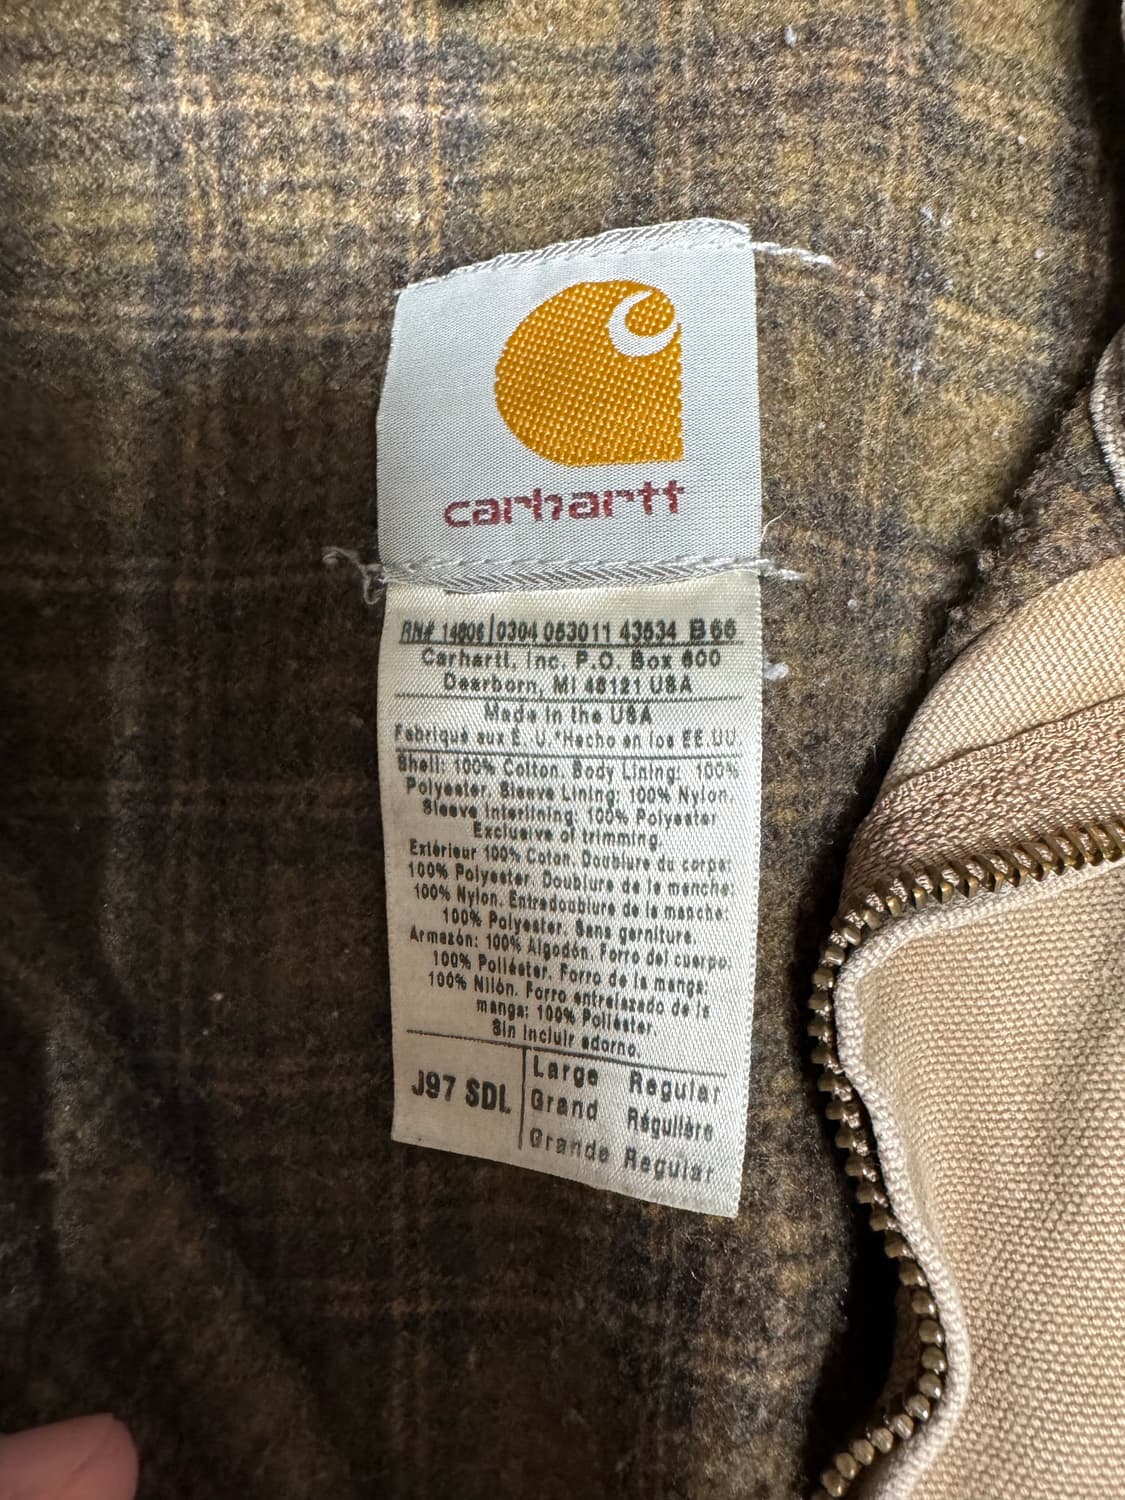 carhartt
RN# 14806 0304 053011 43534 B66
Carhartt, Inc. P.O. Box 600
Dearborn, MI 48121 USA
Made in the USA
Fabriqué aux É. U.*Hecho en los EE.UU
Shell: 100% Cotton. Body Lining: 100%
Polyester. Sleeve Lining: 100% Nylon.
Sleeve Interlining: 100% Polyester
Exclusive of trimming.
Extérieur 100% Coton. Doublure du corps:
100% Polyester. Doublure de la manche:
100% Nylon. Entredoublure de la manche:
100% Polyester. Sans garniture.
Armazón: 100% Algodón. Forro del cuerpo:
100% Poliéster. Forro de la manga:
100% Nilón. Forro entrelazado de la
manga: 100% Poliéster.
Sin incluir adorno.
J97 SDL
Large Regular
Grand Régulière
Grande Regular